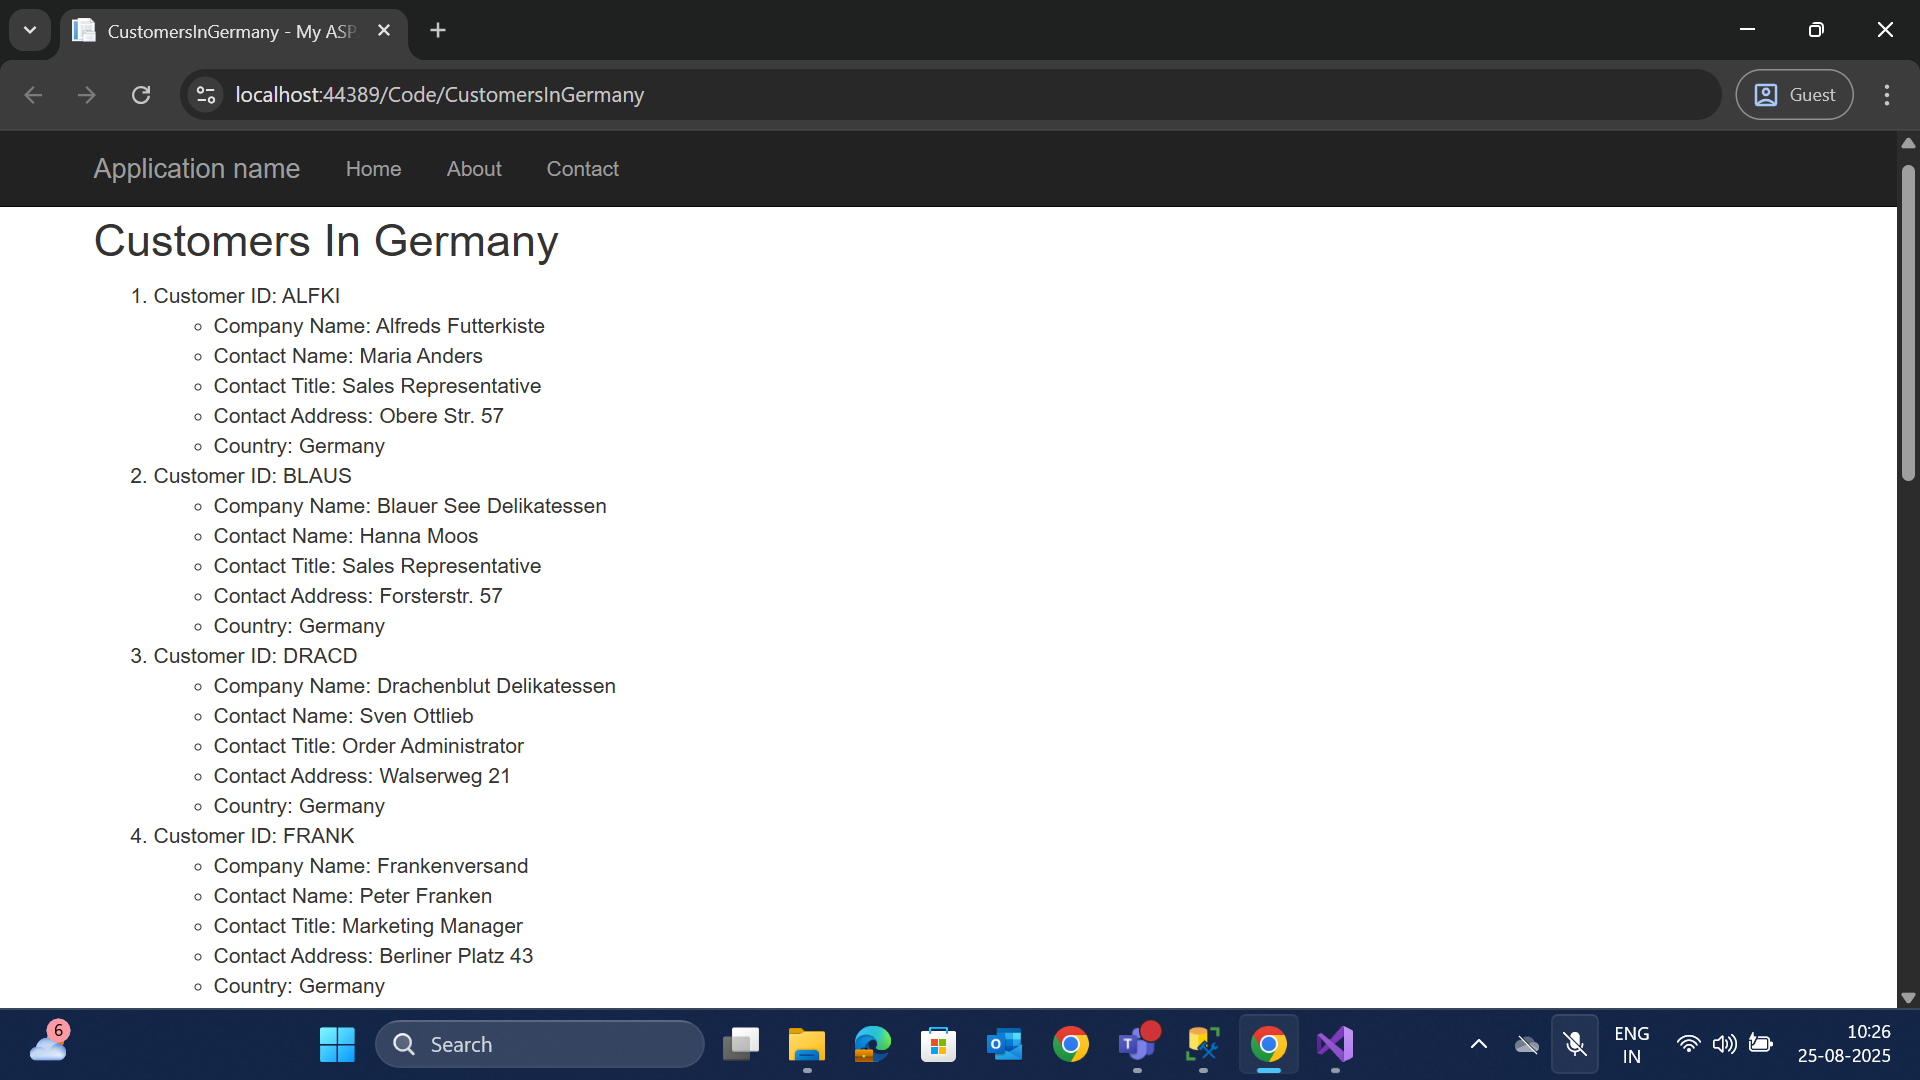 CustomersInGermany - My ASP
localhost:44389/Code/CustomersInGermany
Guest
Application name Home About Contact
Customers In Germany
1. Customer ID: ALFKI
Company Name: Alfreds Futterkiste
Contact Name: Maria Anders
Contact Title: Sales Representative
Contact Address: Obere Str. 57
Country: Germany
2. Customer ID: BLAUS
Company Name: Blauer See Delikatessen
Contact Name: Hanna Moos
Contact Title: Sales Representative
Contact Address: Forsterstr. 57
Country: Germany
3. Customer ID: DRACD
Company Name: Drachenblut Delikatessen
Contact Name: Sven Ottlieb
Contact Title: Order Administrator
Contact Address: Walserweg 21
Country: Germany
4. Customer ID: FRANK
Company Name: Frankenversand
Contact Name: Peter Franken
Contact Title: Marketing Manager
Contact Address: Berliner Platz 43
Country: Germany
6
Search
ENG
IN
10:26
25-08-2025